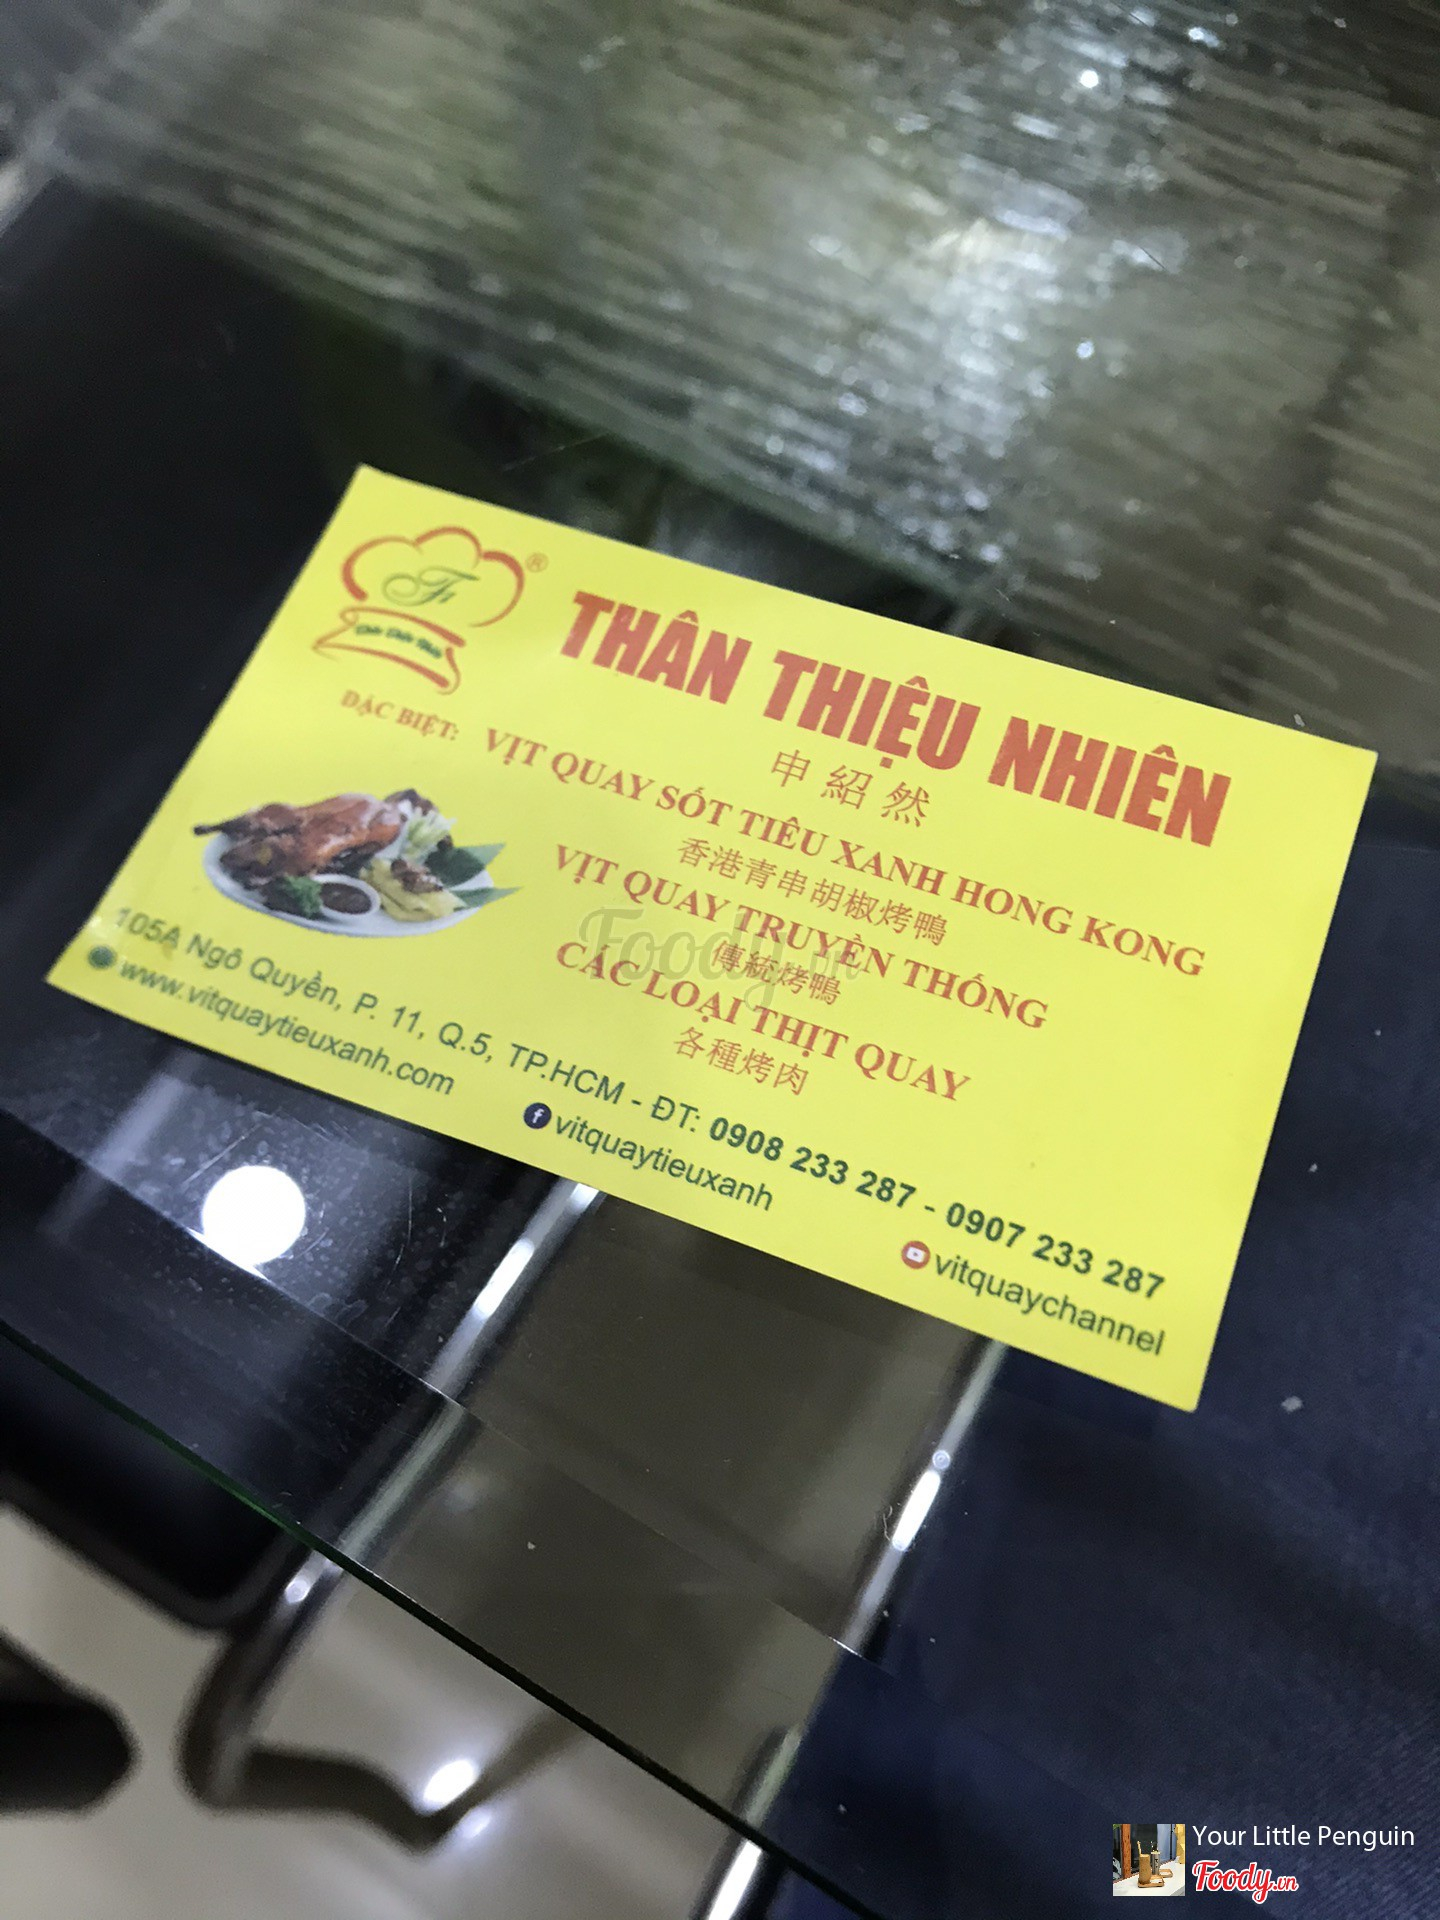 F1 ®
THÂN THIỆU NHIÊN
申紹然
ĐẶC BIỆT: VỊT QUAY SỐT TIÊU XANH HONG KONG
香港青串胡椒烤鴨
VỊT QUAY TRUYỀN THỐNG
傳統烤鴨
CÁC LOẠI THỊT QUAY
各種烤肉
105A Ngô Quyền, P. 11, Q.5, TP.HCM - ĐT: 0908 233 287 - 0907 233 287
www.vitquaytieuxanh.com vitquaytieuxanh vitquaychannel
Foody.vn
Your Little Penguin
Foody.vn